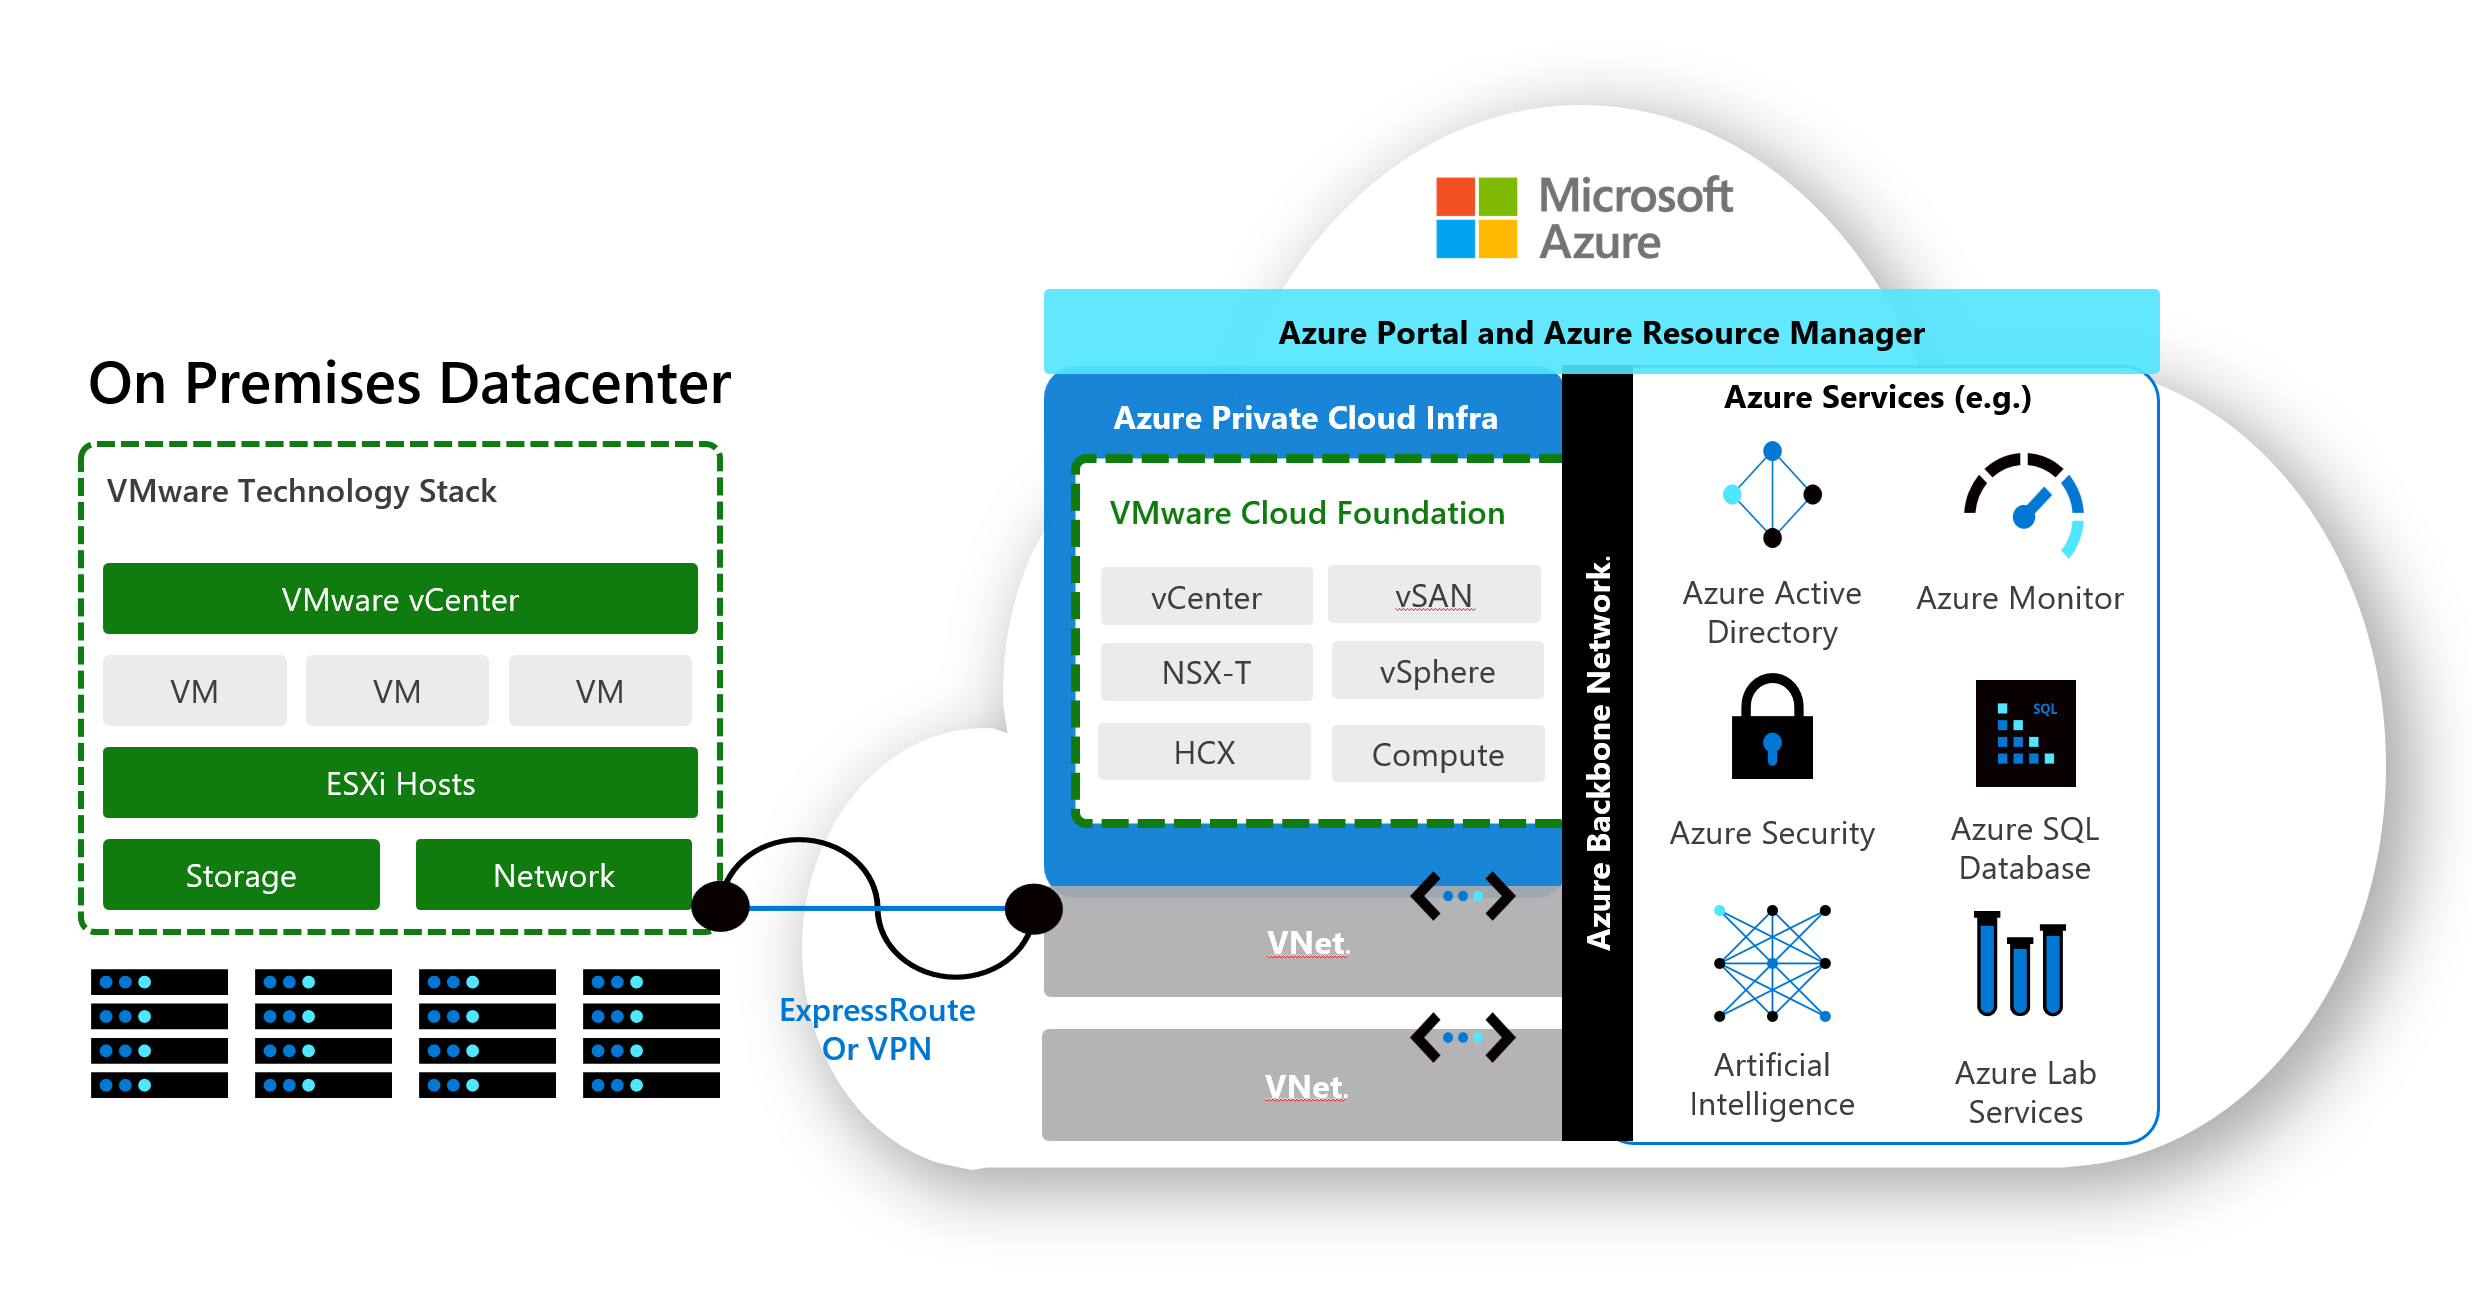 Microsoft
Azure
Azure Portal and Azure Resource Manager
On Premises Datacenter
VMware Technology Stack
VMware vCenter
VM
VM
VM
ESXi Hosts
Storage
Network
ExpressRoute
Or VPN
Azure Private Cloud Infra
VMware Cloud Foundation
vCenter
vSAN
NSX-T
vSphere
HCX
Compute
VNet.
VNet.
Azure Backbone Network.
Azure Services (e.g.)
Azure Active
Directory
Azure Monitor
Azure Security
SQL
Azure SQL
Database
Artificial
Intelligence
Azure Lab
Services